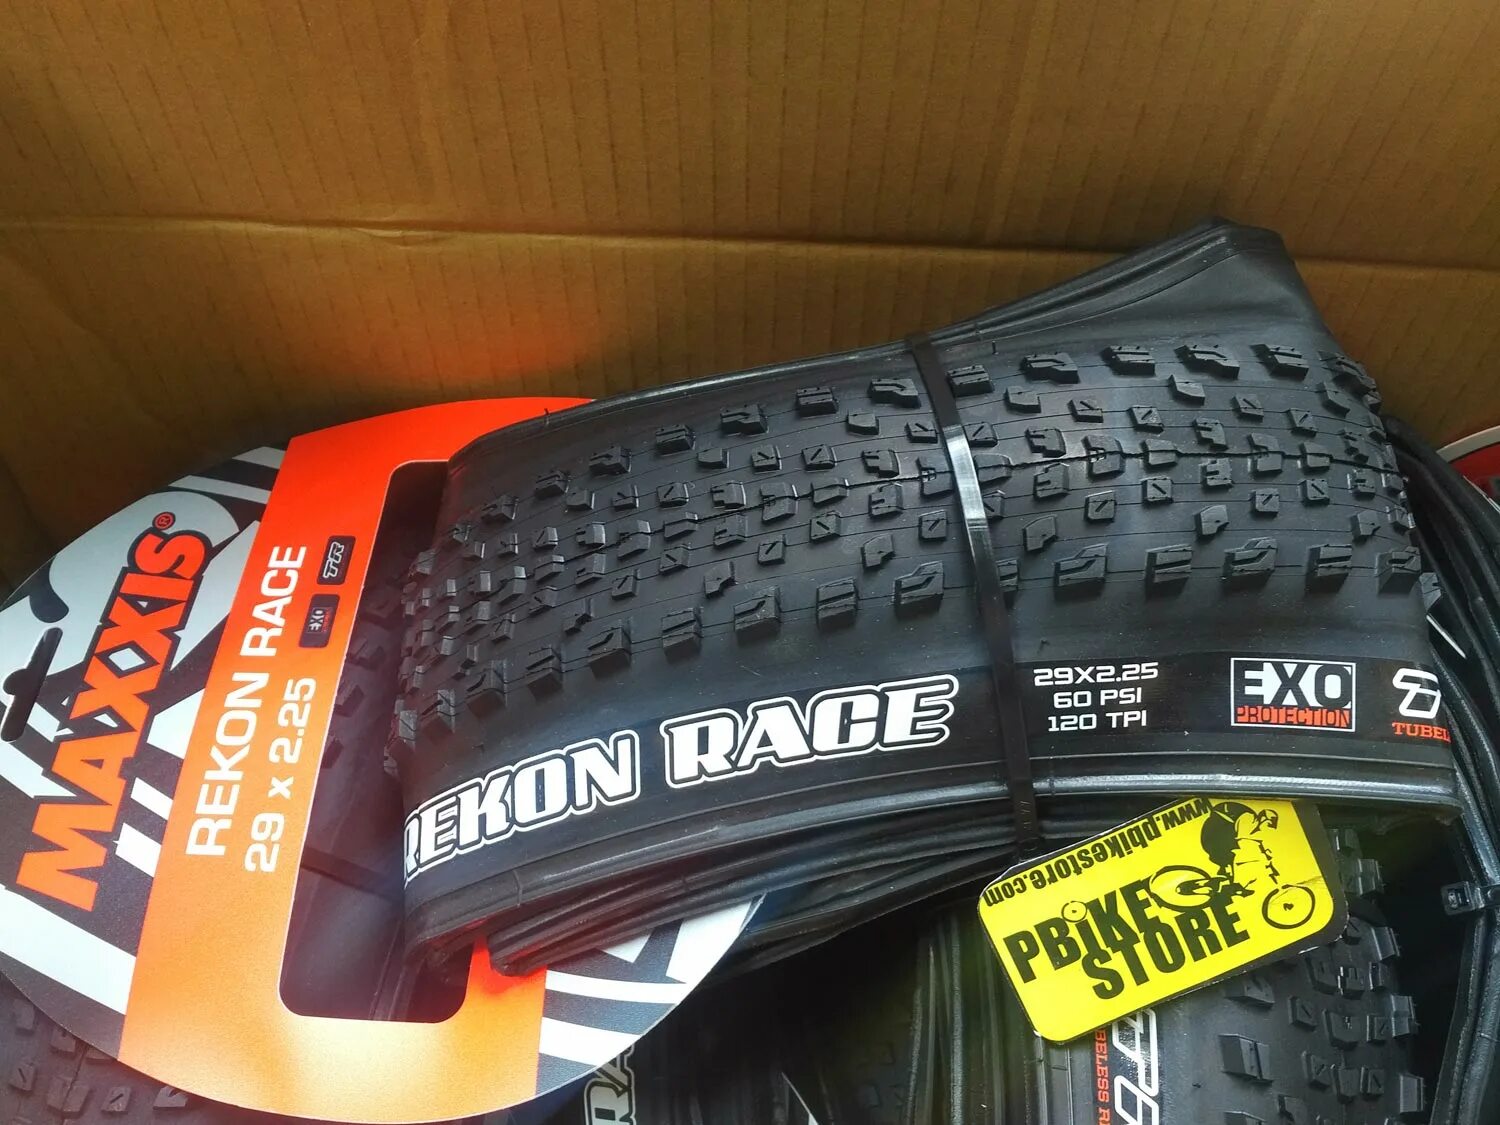 MAXXIS®
REKON RACE
29 x 2.25
EXO
TR
REKON RACE
29X2.25
60 PSI
120 TPI
EXO
PROTECTION
www.pbikestore.com
PBIKE
STORE